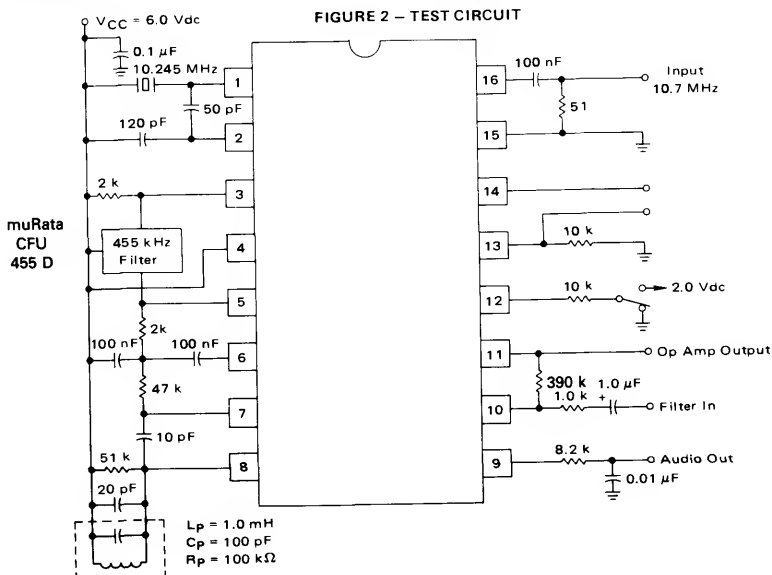 FIGURE 2 – TEST CIRCUIT
VCC = 6.0 Vdc
0.1 µF
10.245 MHz
1
50 pF
120 pF
2
2 k
3
muRata
CFU
455 D
455 kHz
Filter
4
5
2k
100 nF
100 nF
6
47 k
7
10 pF
51 k
8
20 pF
Lp = 1.0 mH
Cp = 100 pF
Rp = 100 kΩ
16
100 nF
Input
10.7 MHz
51
15
14
13
10 k
12
10 k
2.0 Vdc
11
Op Amp Output
390 k
1.0 µF
1.0 k
+
10
Filter In
9
8.2 k
Audio Out
0.01 µF